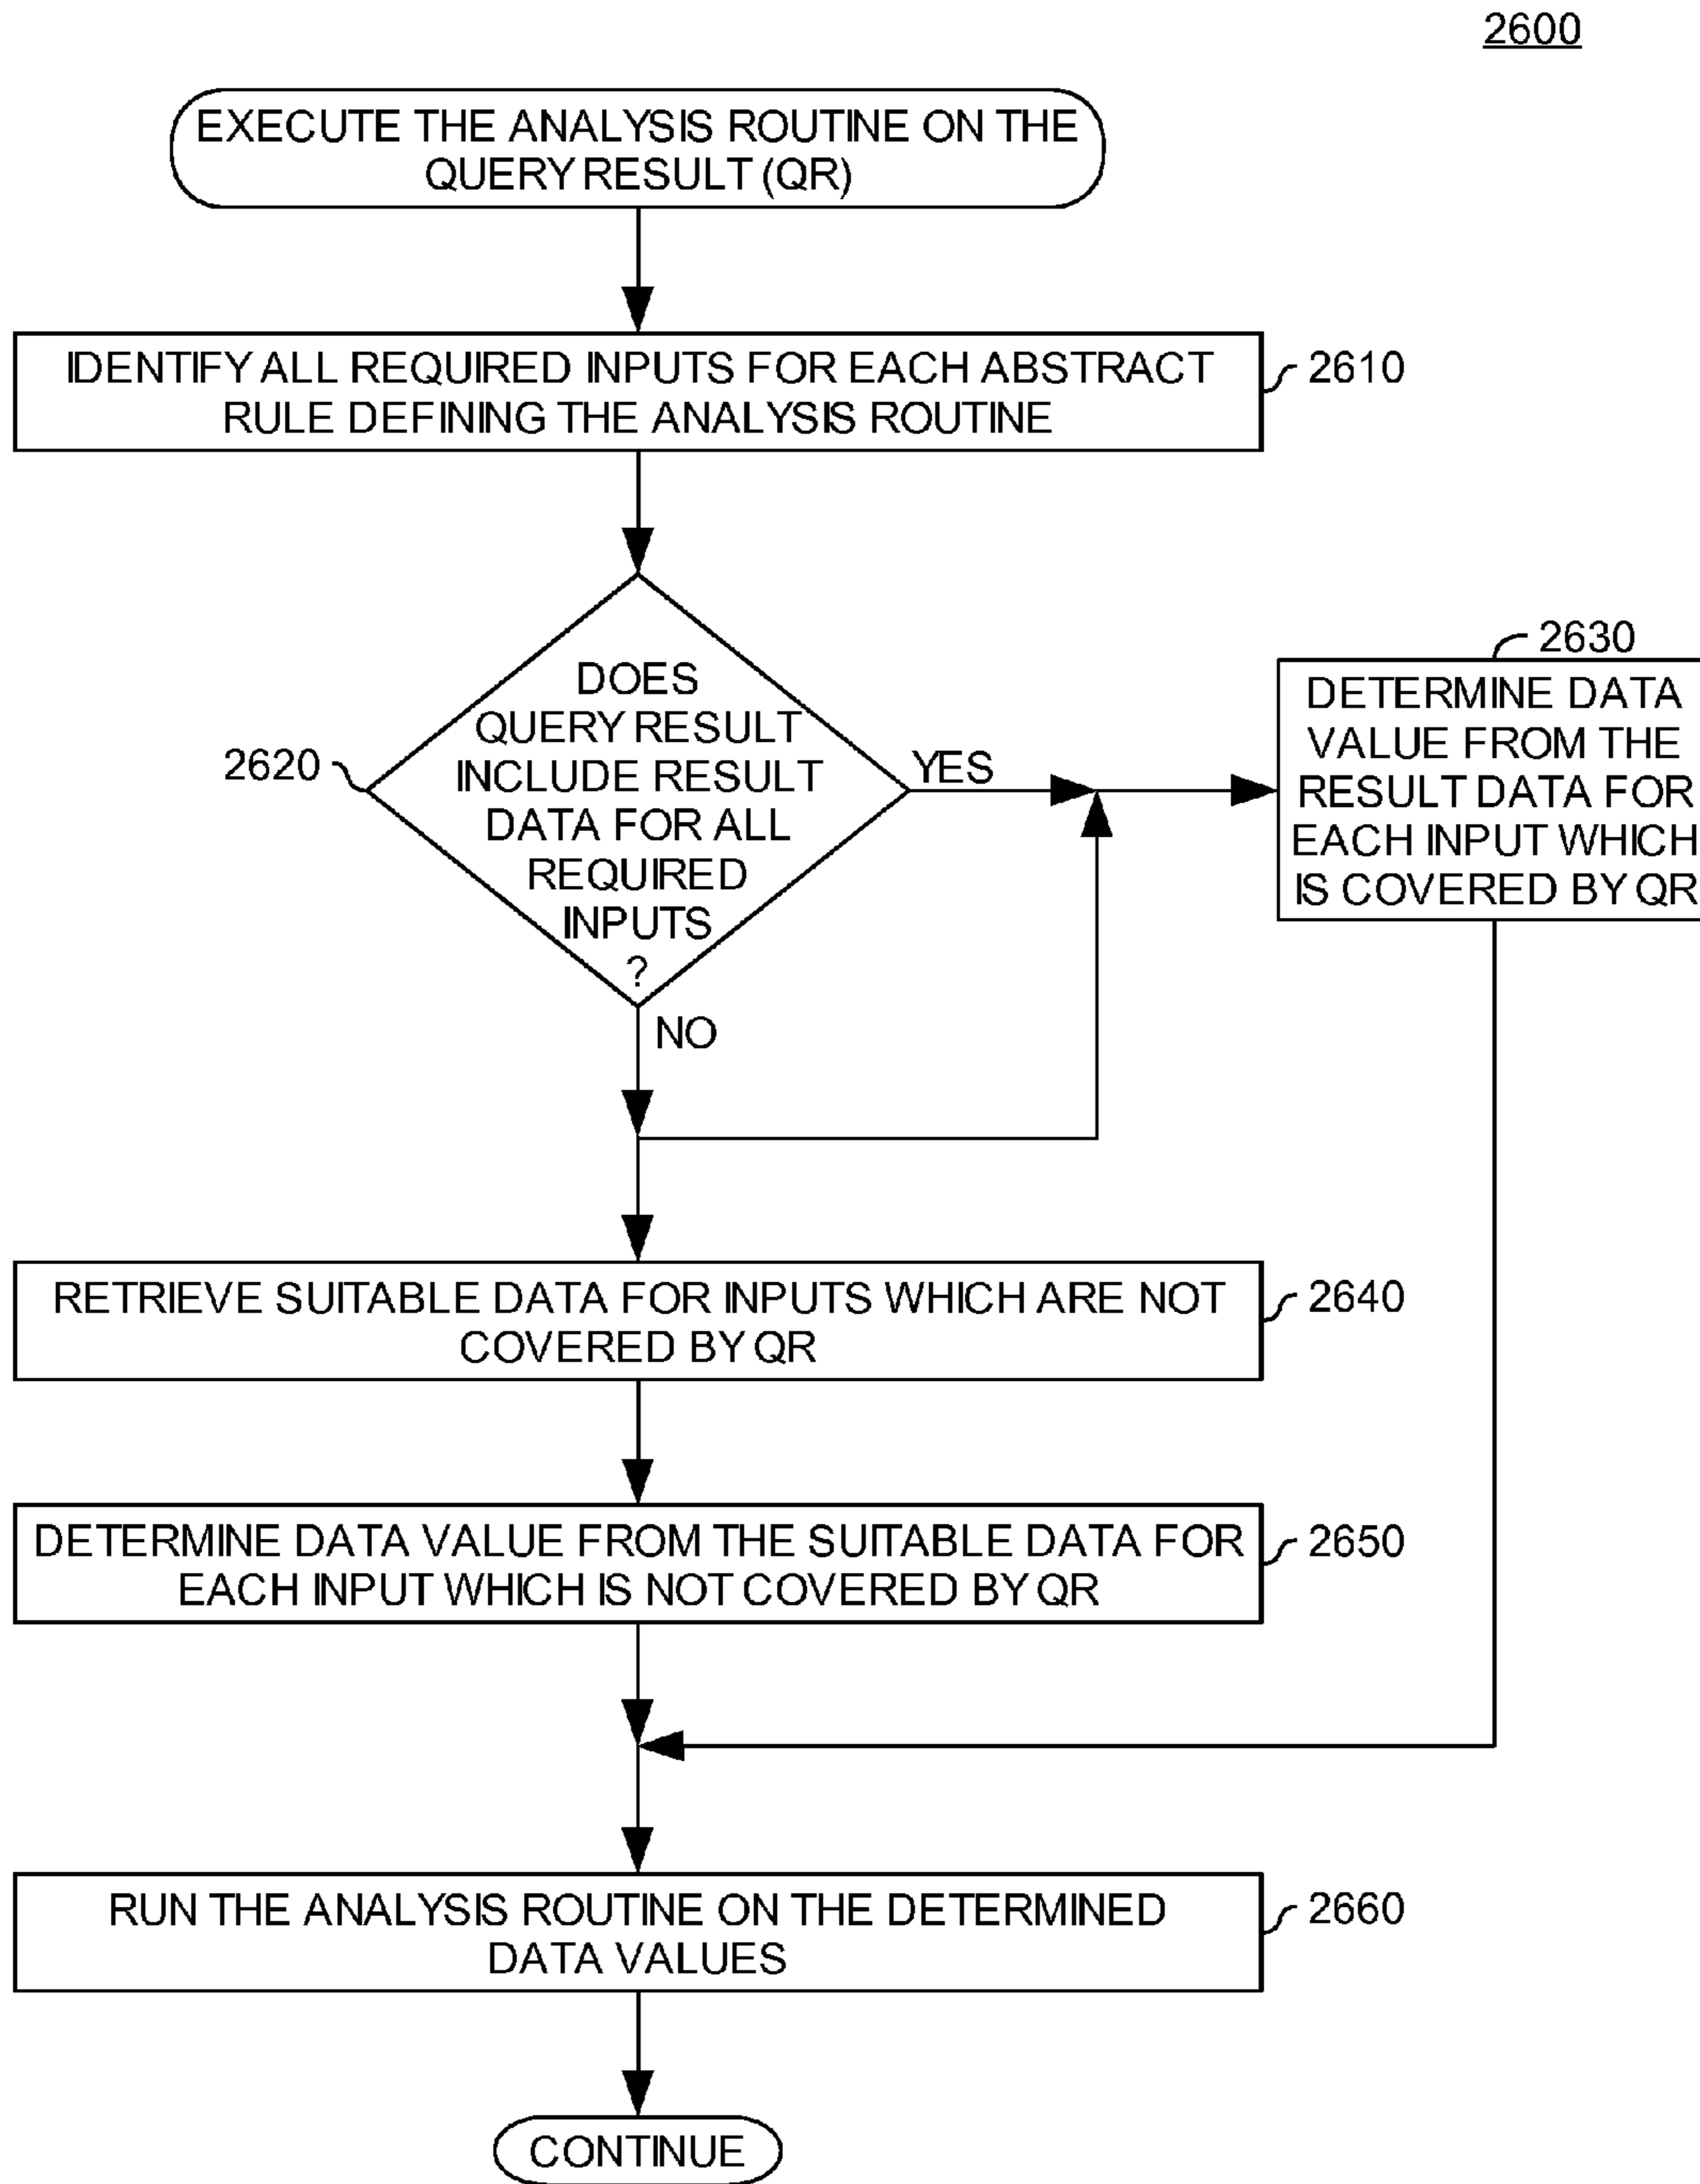 2600
EXECUTE THE ANALYSIS ROUTINE ON THE
QUERY RESULT (QR)
IDENTIFY ALL REQUIRED INPUTS FOR EACH ABSTRACT
RULE DEFINING THE ANALYSIS ROUTINE
2610
DOES
QUERY RESULT
INCLUDE RESULT
DATA FOR ALL
REQUIRED
INPUTS
?
2620
YES
NO
2630
DETERMINE DATA
VALUE FROM THE
RESULT DATA FOR
EACH INPUT WHICH
IS COVERED BY QR
RETRIEVE SUITABLE DATA FOR INPUTS WHICH ARE NOT
COVERED BY QR
2640
DETERMINE DATA VALUE FROM THE SUITABLE DATA FOR
EACH INPUT WHICH IS NOT COVERED BY QR
2650
RUN THE ANALYSIS ROUTINE ON THE DETERMINED
DATA VALUES
2660
CONTINUE